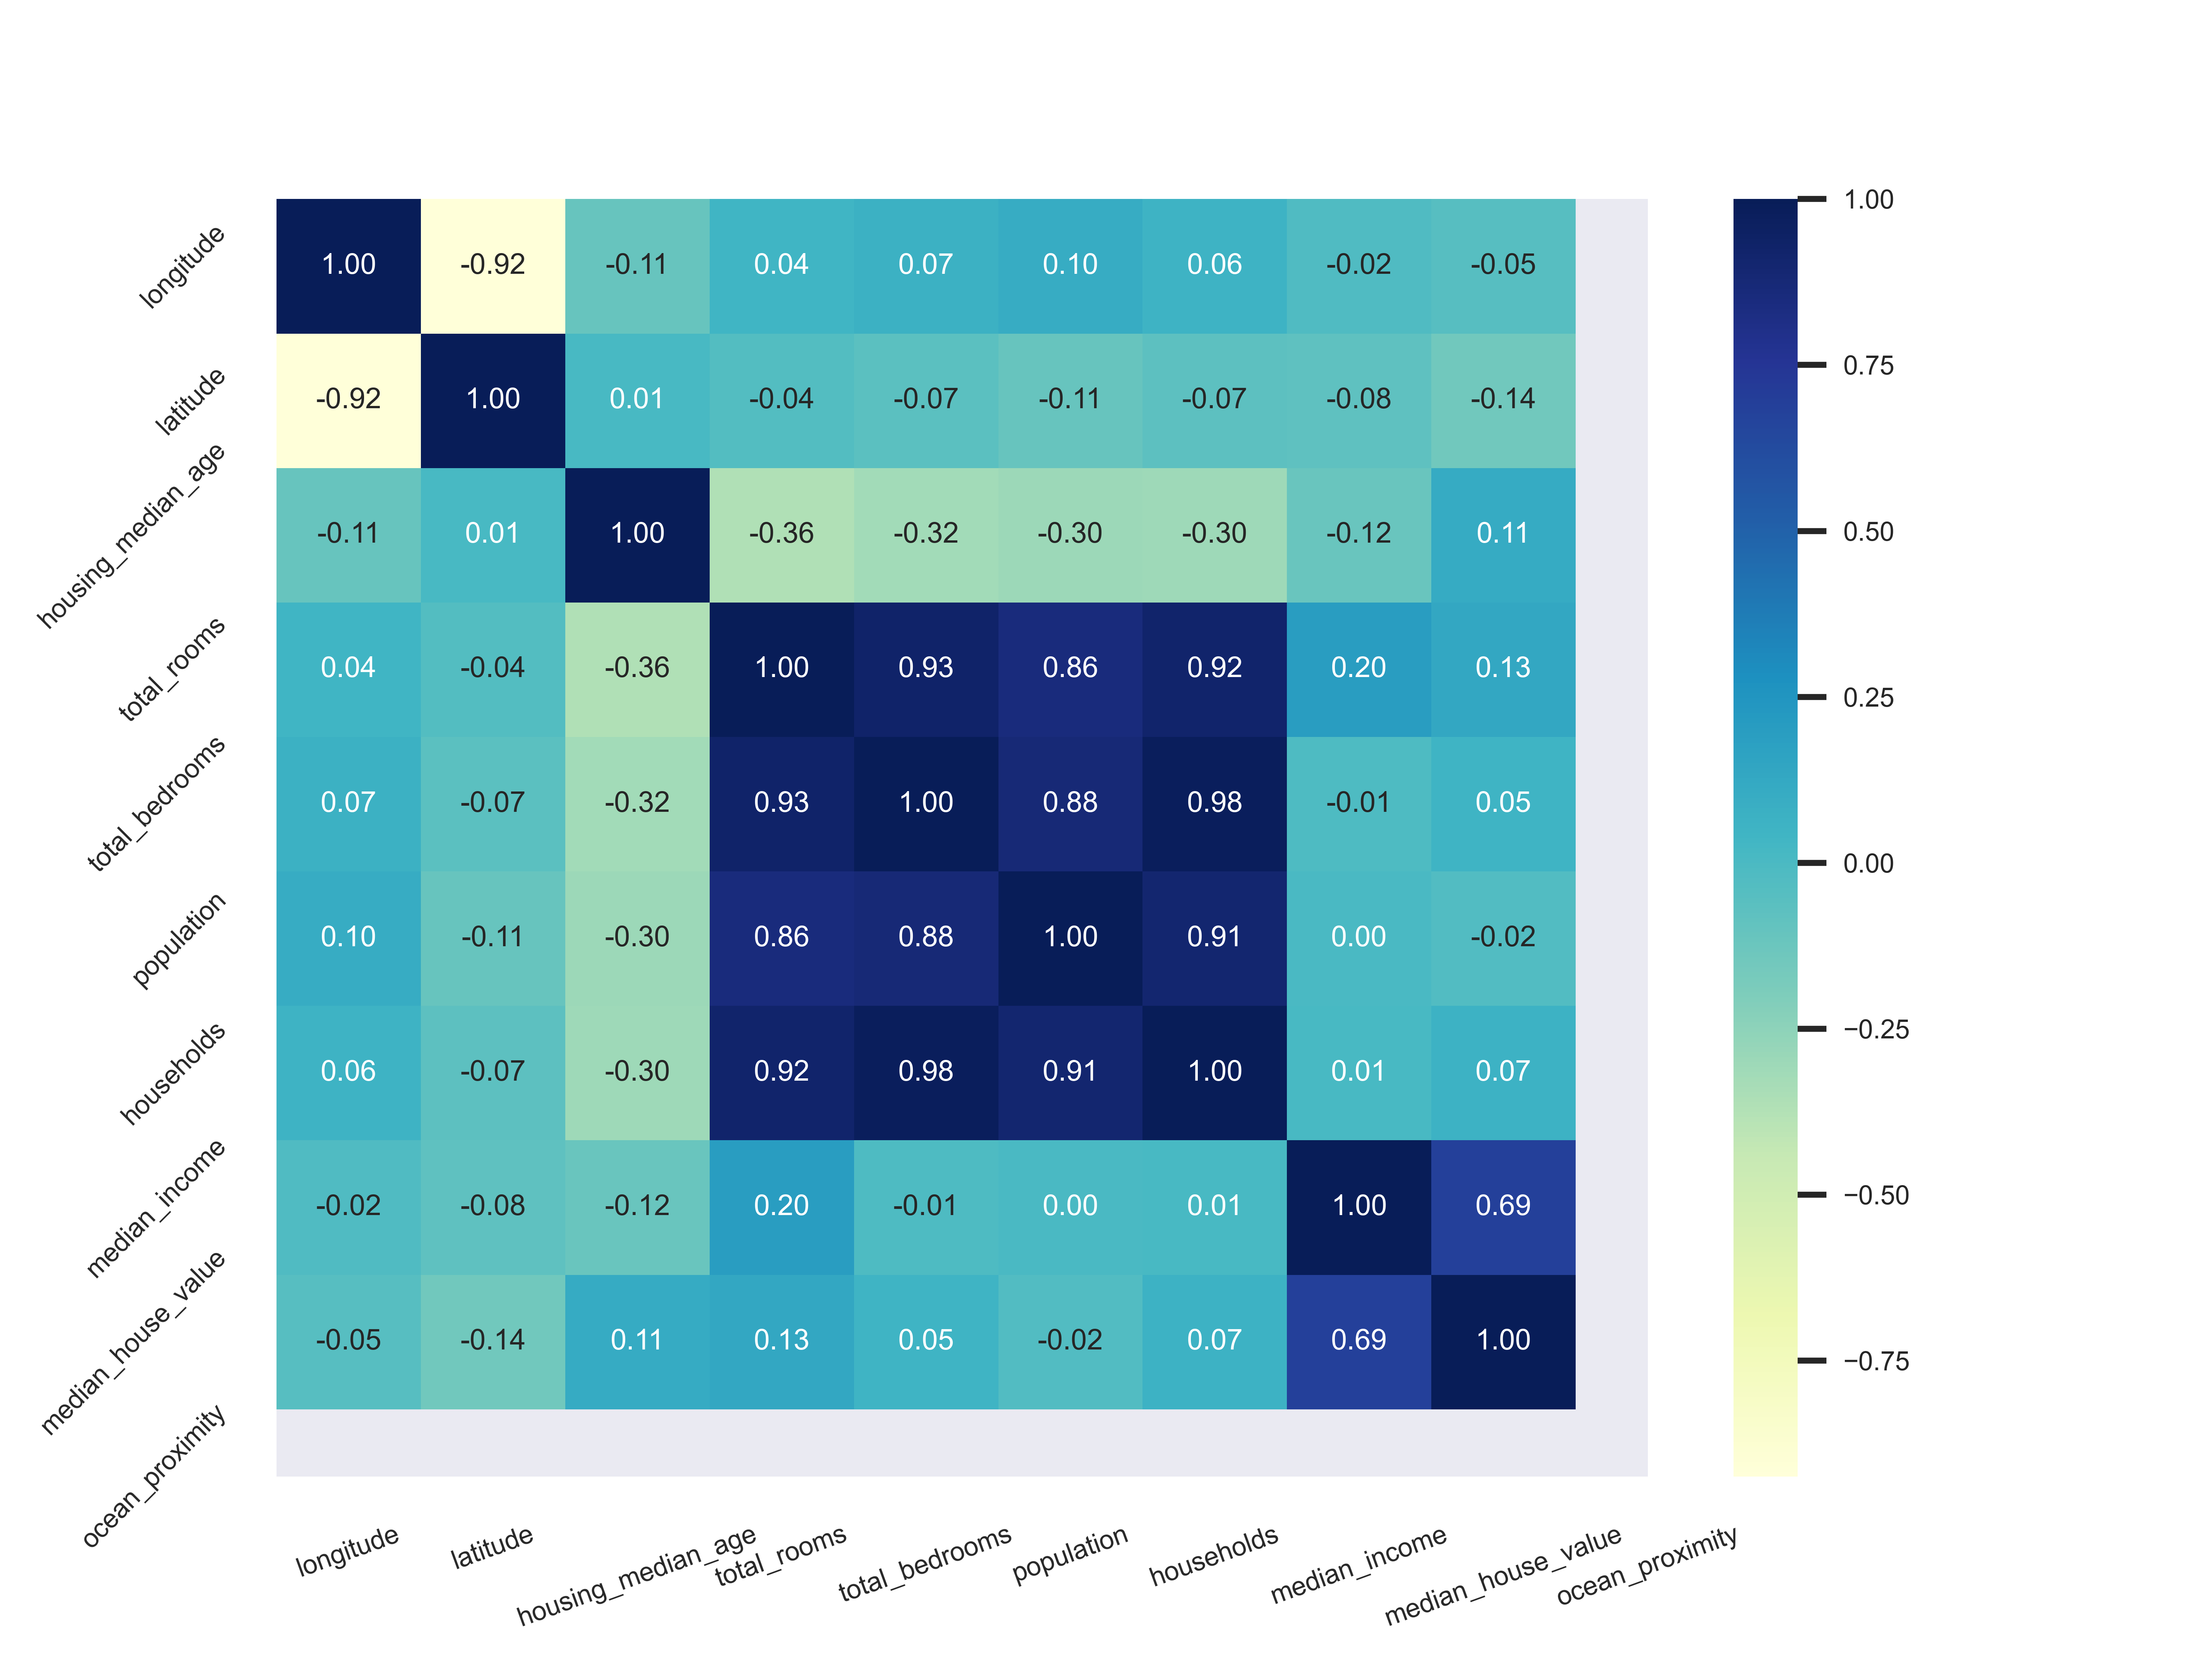 longitude 1.00 -0.92 -0.11 0.04 0.07 0.10 0.06 -0.02 -0.05
latitude -0.92 1.00 0.01 -0.04 -0.07 -0.11 -0.07 -0.08 -0.14
housing_median_age -0.11 0.01 1.00 -0.36 -0.32 -0.30 -0.30 -0.12 0.11
total_rooms 0.04 -0.04 -0.36 1.00 0.93 0.86 0.92 0.20 0.13
total_bedrooms 0.07 -0.07 -0.32 0.93 1.00 0.88 0.98 -0.01 0.05
population 0.10 -0.11 -0.30 0.86 0.88 1.00 0.91 0.00 -0.02
households 0.06 -0.07 -0.30 0.92 0.98 0.91 1.00 0.01 0.07
median_income -0.02 -0.08 -0.12 0.20 -0.01 0.00 0.01 1.00 0.69
median_house_value -0.05 -0.14 0.11 0.13 0.05 -0.02 0.07 0.69 1.00
ocean_proximity
longitude latitude housing_median_age total_rooms total_bedrooms population households median_income median_house_value ocean_proximity
1.00
0.75
0.50
0.25
0.00
−0.25
−0.50
−0.75